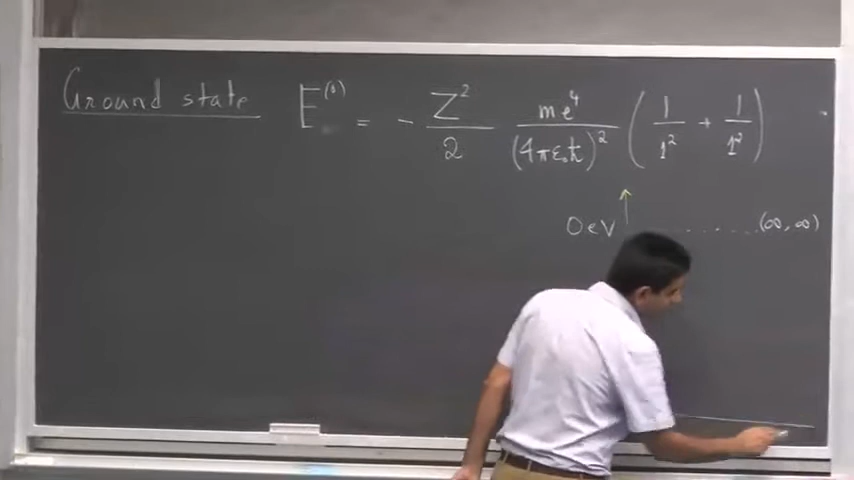 Ground state E^(0) = - Z²/2 me⁴/(4πε₀ħ)² (1/1² + 1/1²)
0 eV ........ (∞, ∞)